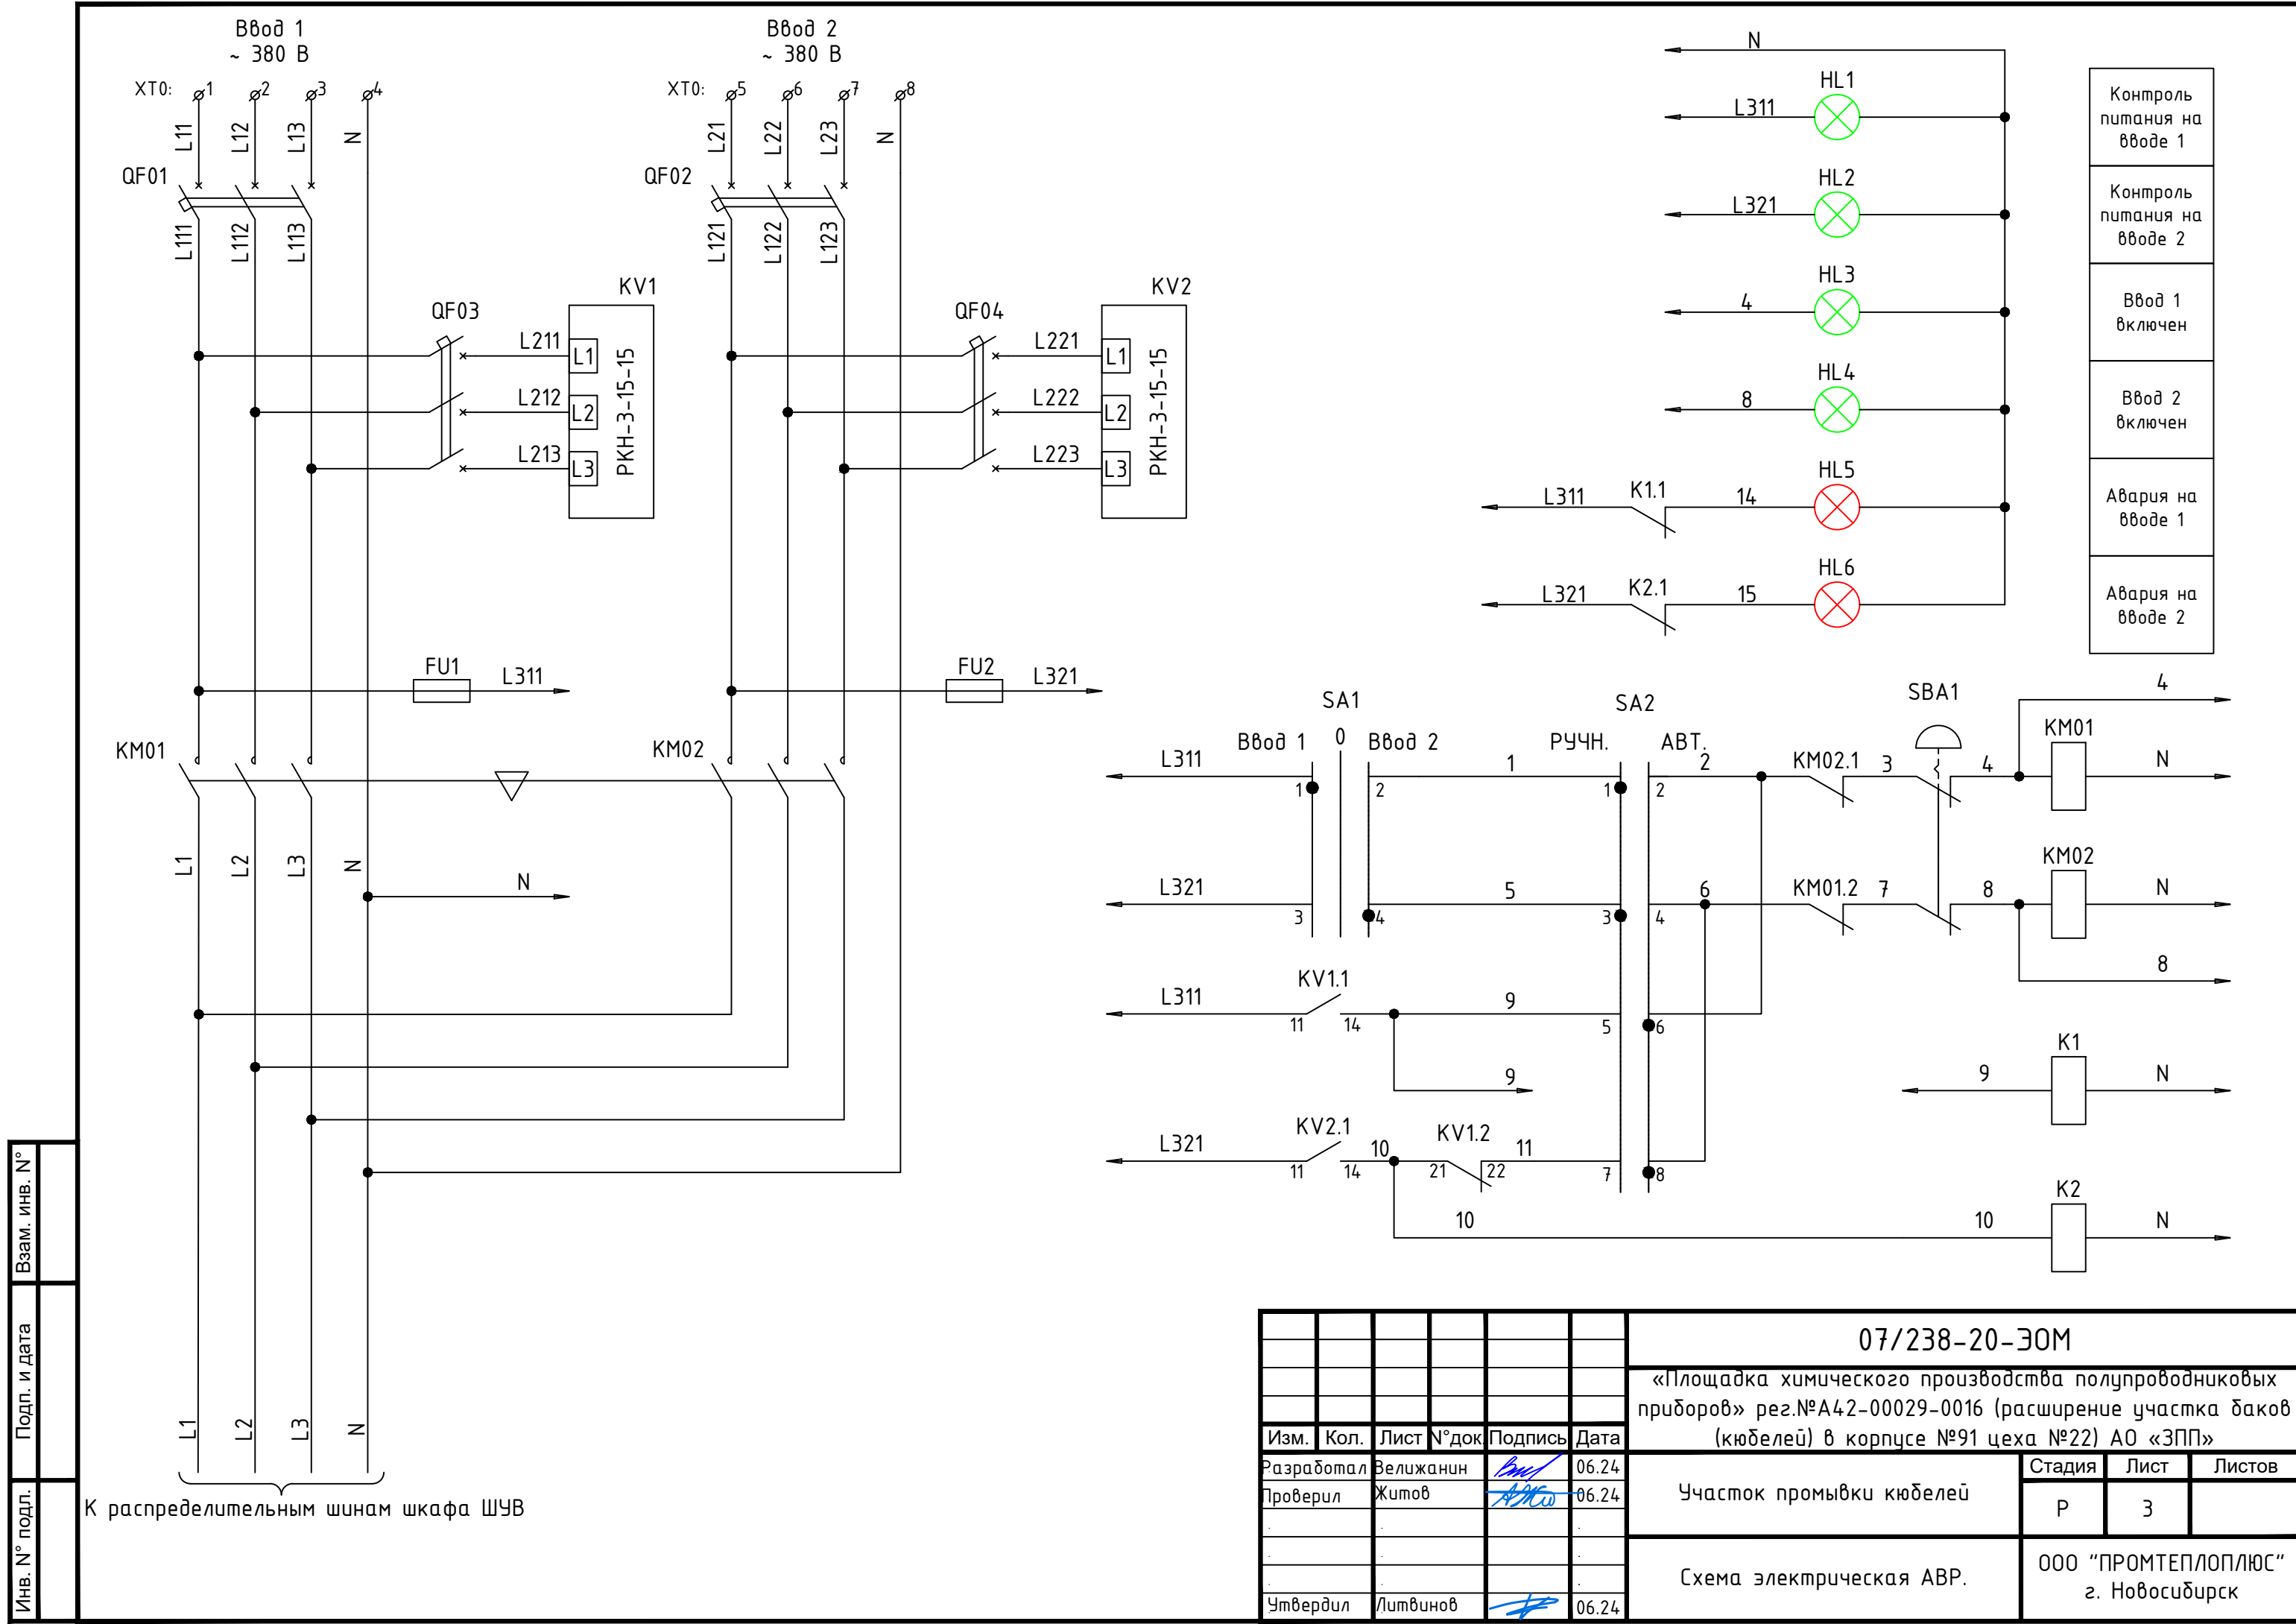 Ввод 1
~ 380 В
Ввод 2
~ 380 В
XT0: 1 2 3 4
XT0: 5 6 7 8
L11 L12 L13 N
L21 L22 L23 N
QF01
QF02
L111 L112 L113
L121 L122 L123
QF03
KV1
QF04
KV2
L211 L1
L212 L2
L213 L3
РКН-3-15-15
L221 L1
L222 L2
L223 L3
РКН-3-15-15
FU1 L311
FU2 L321
KM01
KM02
L1 L2 L3 N
N
L1 L2 L3 N
К распределительным шинам шкафа ШУВ
N
HL1
L311
Контроль
питания на
вводе 1
HL2
L321
Контроль
питания на
вводе 2
HL3
4
Ввод 1
включен
HL4
8
Ввод 2
включен
HL5
L311 K1.1 14
Авария на
вводе 1
HL6
L321 K2.1 15
Авария на
вводе 2
SA1
SA2
SBA1
4
Ввод 1 0 Ввод 2
РУЧН. АВТ.
KM01
L311 1 2 1 1 2 2 KM02.1 3 4 N
KM02
L321 3 4 5 3 4 6 KM01.2 7 8 N
8
KV1.1
L311 11 14 9 5 6
9
K1
9 N
KV2.1
KV1.2
L321 11 14 10 21 22 11 7 8
K2
10 10 N
07/238-20-ЭОМ
«Площадка химического производства полупроводниковых
приборов» рег.№А42-00029-0016 (расширение участка баков
(кюбелей) в корпусе №91 цеха №22) АО «ЗПП»
Изм. Кол. Лист N°док. Подпись Дата
Разработал Велижанин 06.24
Проверил Житов 06.24
Утвердил Литвинов 06.24
Участок промывки кюбелей
Стадия Лист Листов
Р 3
Схема электрическая АВР.
ООО "ПРОМТЕПЛОПЛЮС"
г. Новосибирск
Взам. инв. N°
Подп. и дата
Инв. N° подл.